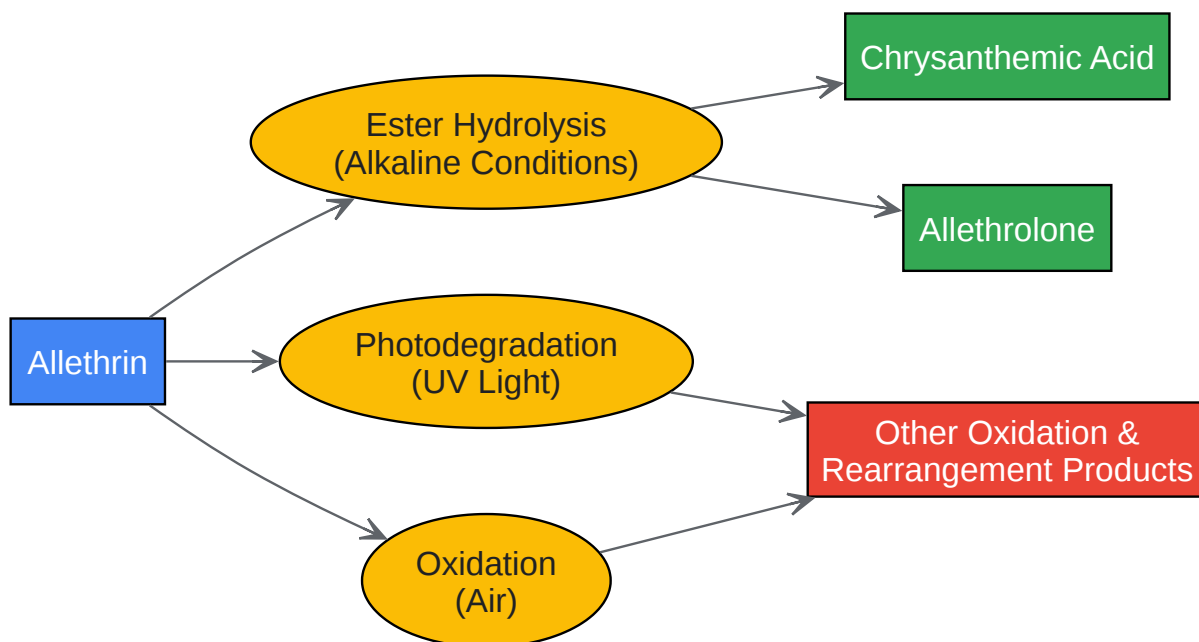 Allethrin
Ester Hydrolysis
(Alkaline Conditions)
Photodegradation
(UV Light)
Oxidation
(Air)
Chrysanthemic Acid
Allethrolone
Other Oxidation &
Rearrangement Products